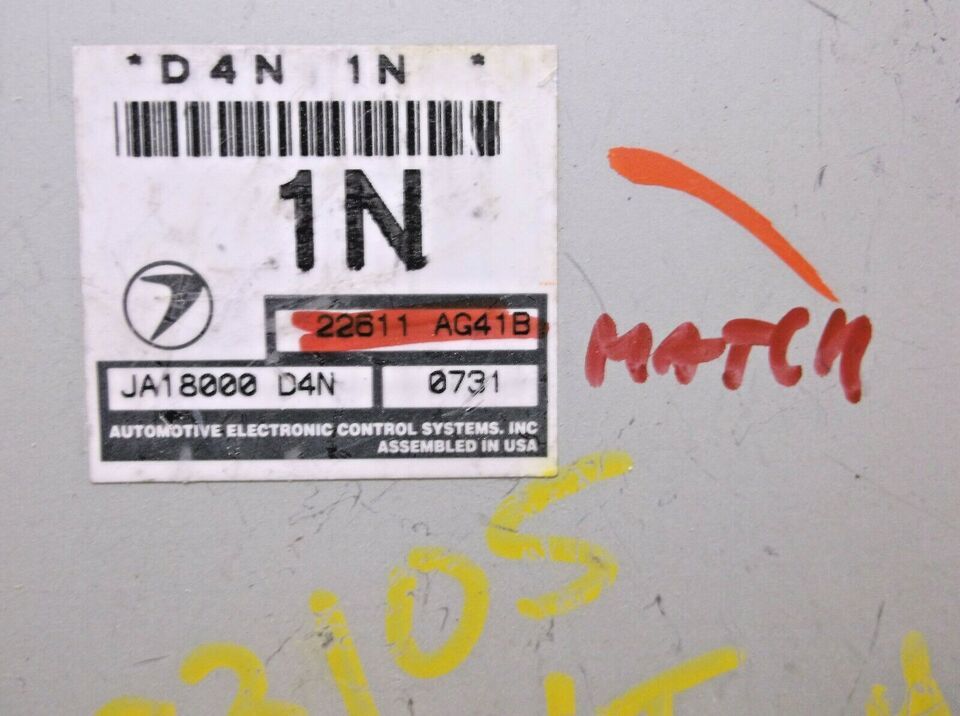 *D4N 1N *
1N
22611 AG41B
JA18000 D4N 0731
AUTOMOTIVE ELECTRONIC CONTROL SYSTEMS. INC
ASSEMBLED IN USA
MATCH